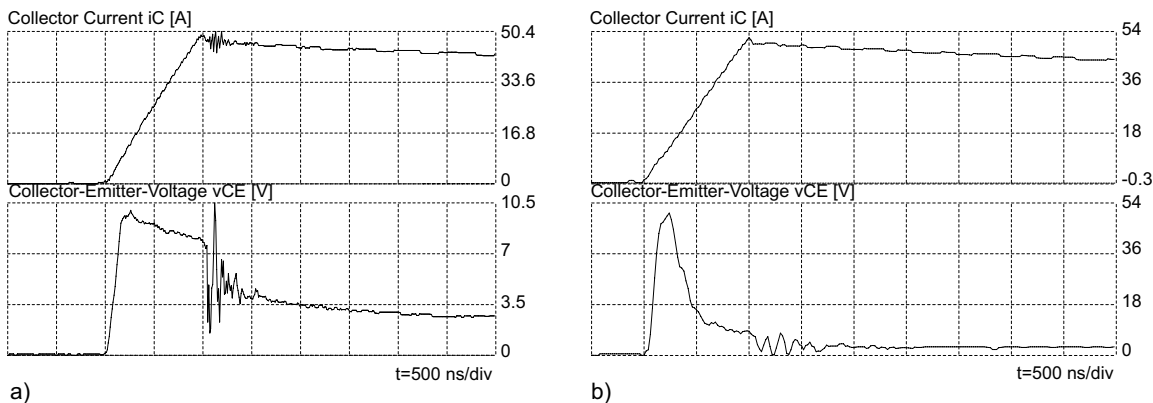 Collector Current iC [A]
50.4
33.6
16.8
0
Collector-Emitter-Voltage vCE [V]
10.5
7
3.5
0
t=500 ns/div
a)
Collector Current iC [A]
54
36
18
-0.3
Collector-Emitter-Voltage vCE [V]
54
36
18
0
t=500 ns/div
b)